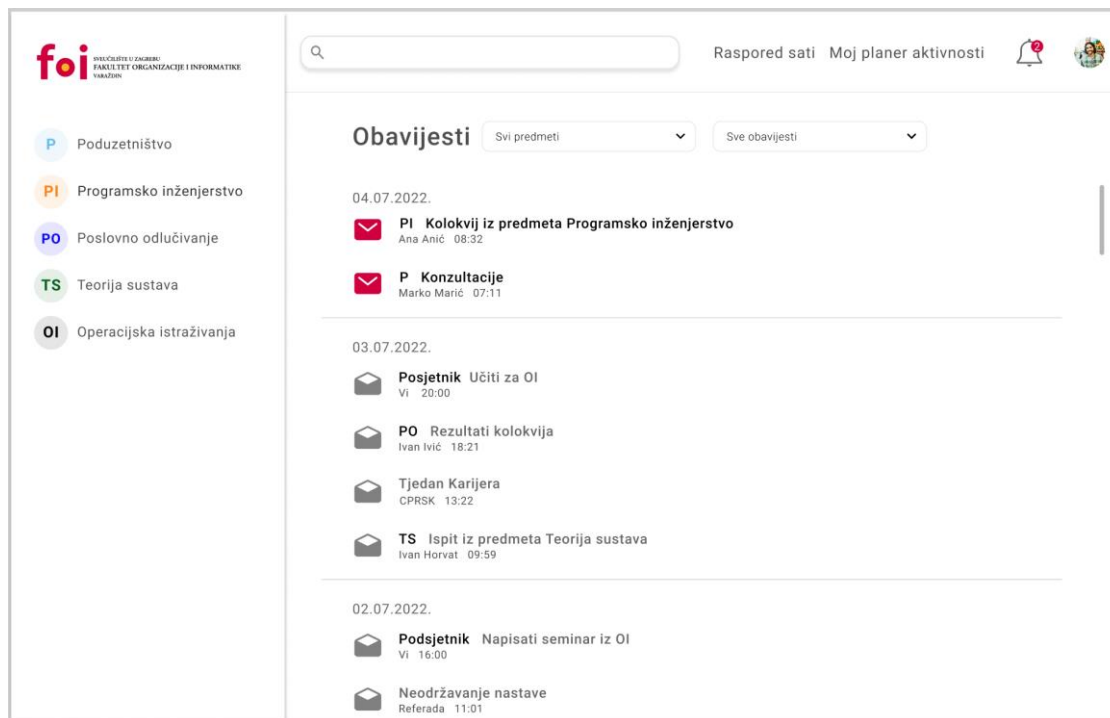 foi
SVEUČILIŠTE U ZAGREBU
FAKULTET ORGANIZACIJE I INFORMATIKE
VARAŽDIN
Raspored sati Moj planer aktivnosti 2
P Poduzetništvo
PI Programsko inženjerstvo
PO Poslovno odlučivanje
TS Teorija sustava
OI Operacijska istraživanja
Obavijesti Svi predmeti Sve obavijesti
04.07.2022.
PI Kolokvij iz predmeta Programsko inženjerstvo
Ana Anić 08:32
P Konzultacije
Marko Marić 07:11
03.07.2022.
Posjetnik Učiti za OI
Vi 20:00
PO Rezultati kolokvija
Ivan Ivić 18:21
Tjedan Karijera
CPRSK 13:22
TS Ispit iz predmeta Teorija sustava
Ivan Horvat 09:59
02.07.2022.
Podsjetnik Napisati seminar iz OI
Vi 16:00
Neodržavanje nastave
Referada 11:01